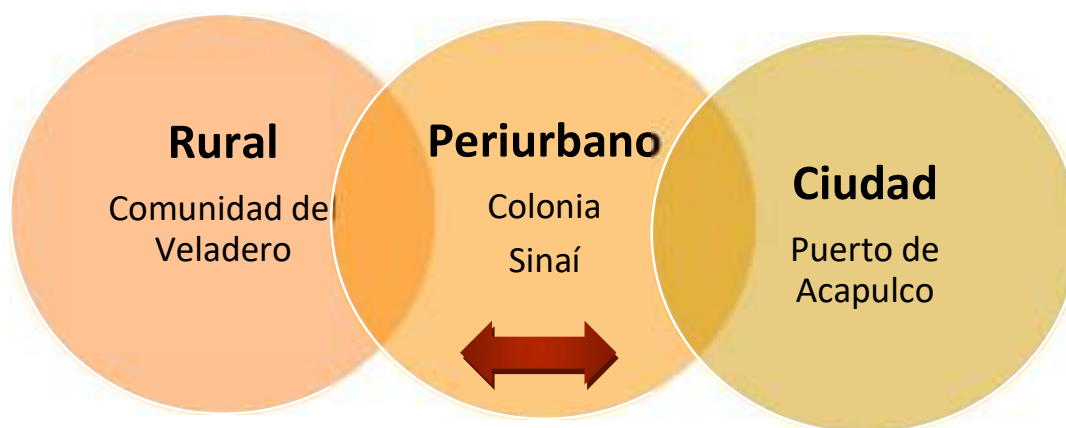 Rural
Comunidad del
Veladero
Periurbano
Colonia
Sinaí
Ciudad
Puerto de
Acapulco